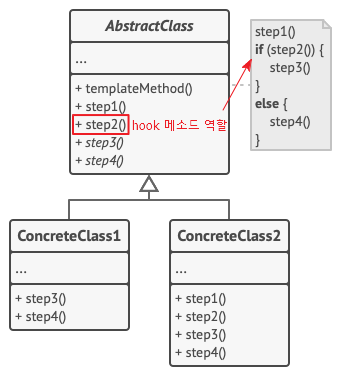 AbstractClass
...
+ templateMethod()
+ step1()
+ step2() hook 메소드 역할
+ step3()
+ step4()
step1()
if (step2()) {
step3()
}
else {
step4()
}
ConcreteClass1
...
+ step3()
+ step4()
ConcreteClass2
...
+ step1()
+ step2()
+ step3()
+ step4()